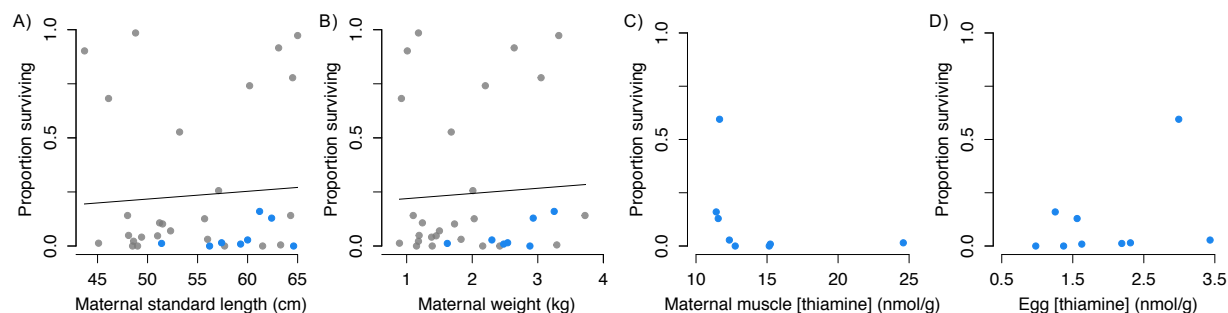 A)
Proportion surviving
0.0
0.5
1.0
45 50 55 60 65
Maternal standard length (cm)
B)
Proportion surviving
0.0
0.5
1.0
1 2 3 4
Maternal weight (kg)
C)
Proportion surviving
0.0
0.5
1.0
10 15 20 25
Maternal muscle [thiamine] (nmol/g)
D)
Proportion surviving
0.0
0.5
1.0
0.5 1.5 2.5 3.5
Egg [thiamine] (nmol/g)